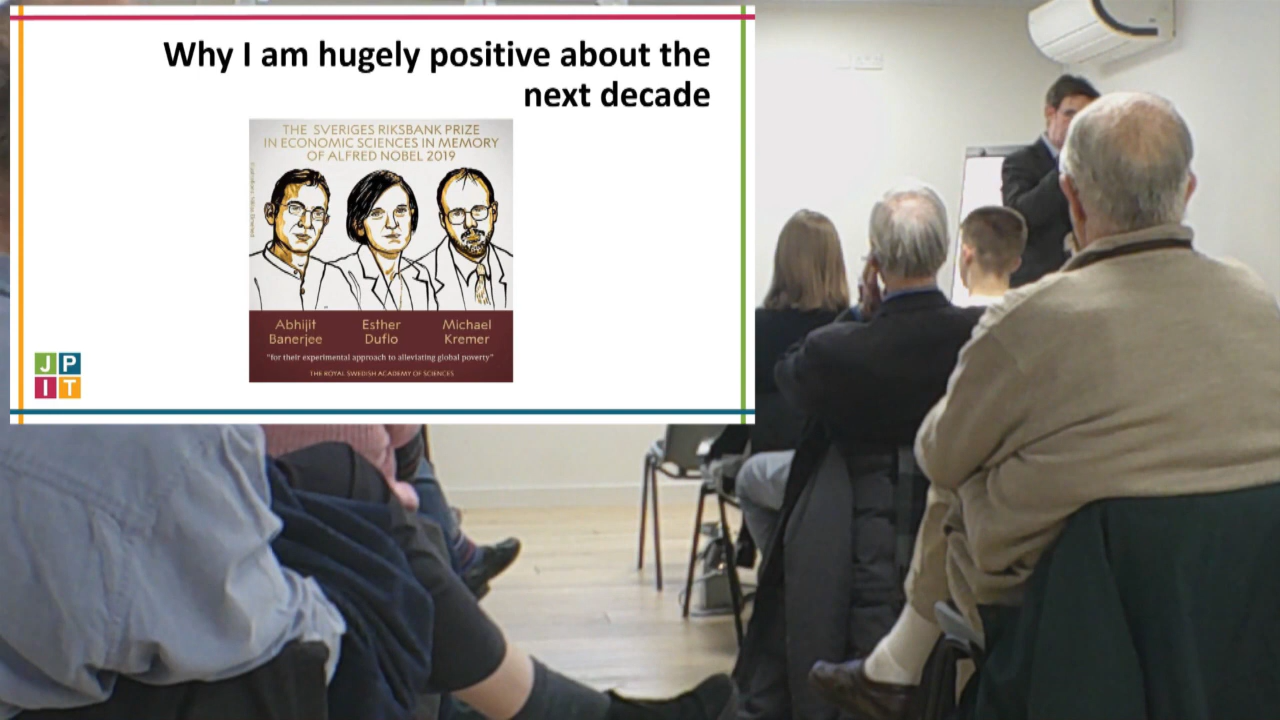 Why I am hugely positive about the
next decade
THE SVERIGES RIKSBANK PRIZE
IN ECONOMIC SCIENCES IN MEMORY
OF ALFRED NOBEL 2019
Abhijit
Banerjee
Esther
Duflo
Michael
Kremer
"for their experimental approach to alleviating global poverty"
THE ROYAL SWEDISH ACADEMY OF SCIENCES
J P
I T